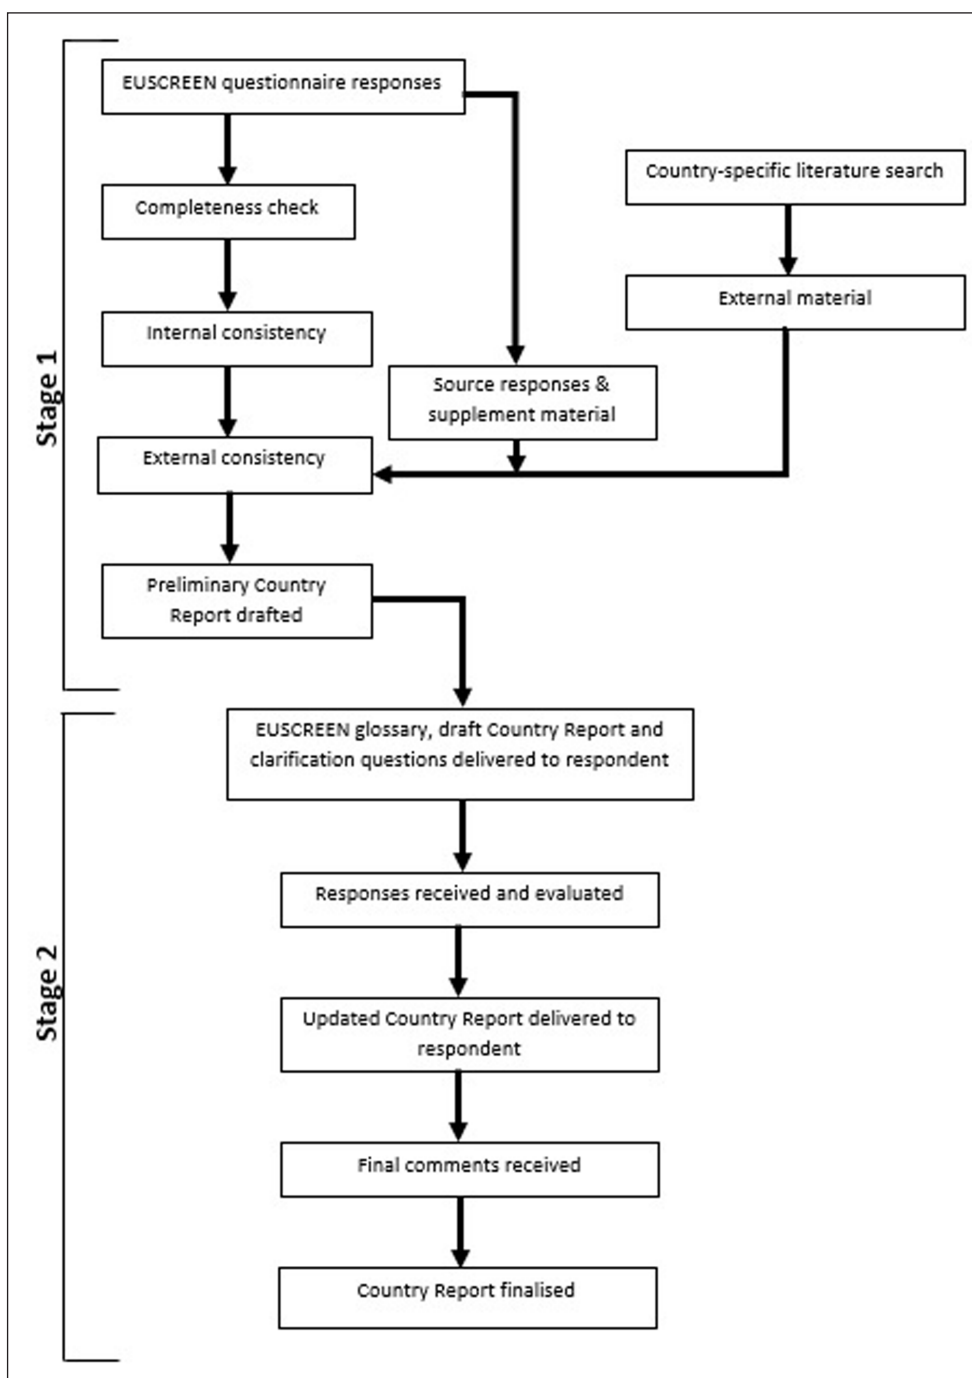 Stage 1
EUSCREEN questionnaire responses
Country-specific literature search
Completeness check
External material
Internal consistency
Source responses &
supplement material
External consistency
Preliminary Country
Report drafted
Stage 2
EUSCREEN glossary, draft Country Report and
clarification questions delivered to respondent
Responses received and evaluated
Updated Country Report delivered to
respondent
Final comments received
Country Report finalised